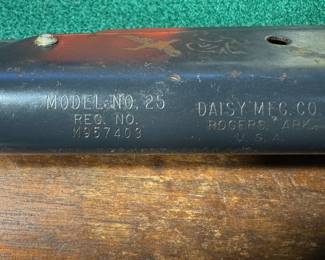 MODEL NO. 25
REG. NO.
M957403
DAISY MFG. CO.
ROGERS, ARK.
U. S. A.